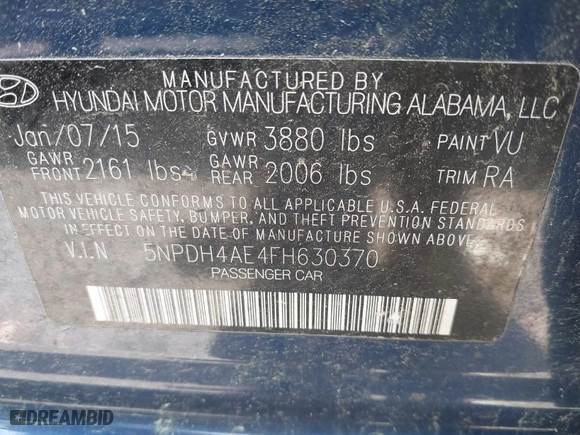 MANUFACTURED BY
HYUNDAI MOTOR MANUFACTURING ALABAMA, LLC
Jan/07/15 GVWR 3880 lbs PAINT VU
GAWR FRONT 2161 lbs GAWR REAR 2006 lbs TRIM RA
THIS VEHICLE CONFORMS TO ALL APPLICABLE U.S.A. FEDERAL
MOTOR VEHICLE SAFETY, BUMPER, AND THEFT PREVENTION STANDARDS
IN EFFECT ON THE DATE OF MANUFACTURE SHOWN ABOVE.
V.I.N 5NPDH4AE4FH630370
PASSENGER CAR
DREAMBID